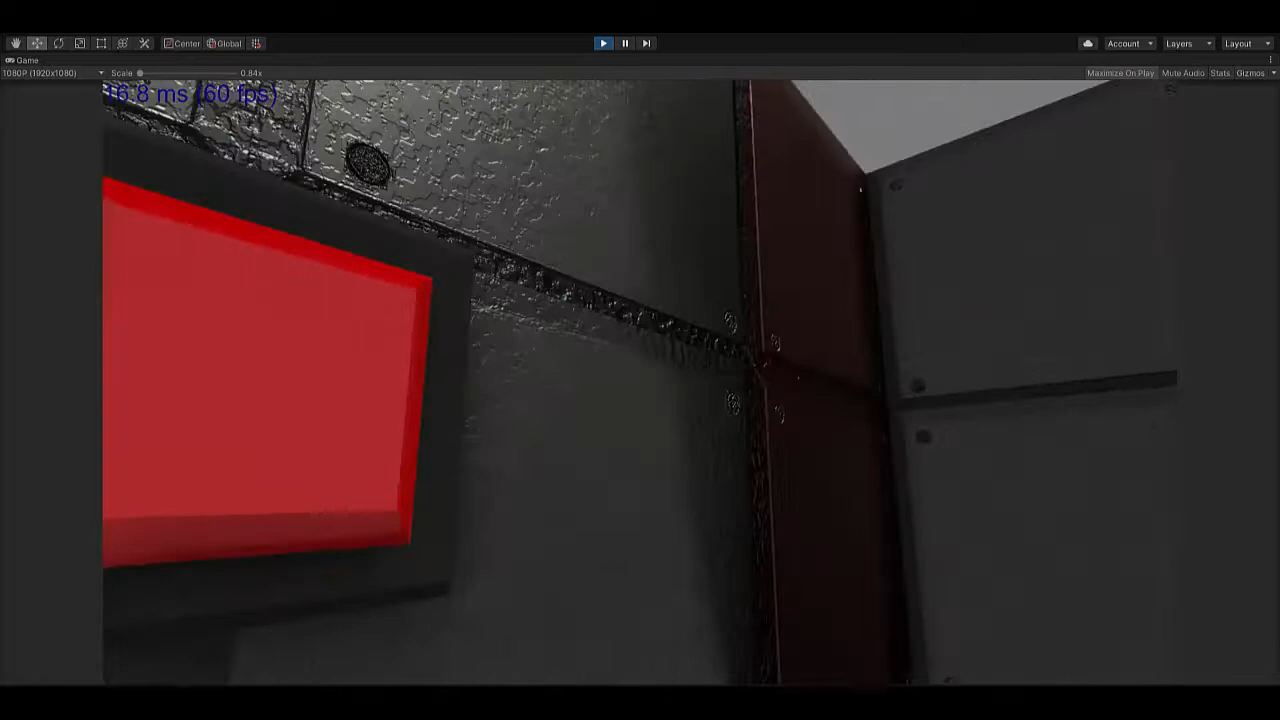 Center Global Account Layers Layout
Game
1080P (1920x1080) Scale 0.84x Maximize On Play Mute Audio Stats Gizmos
16.8 ms (60 fps)